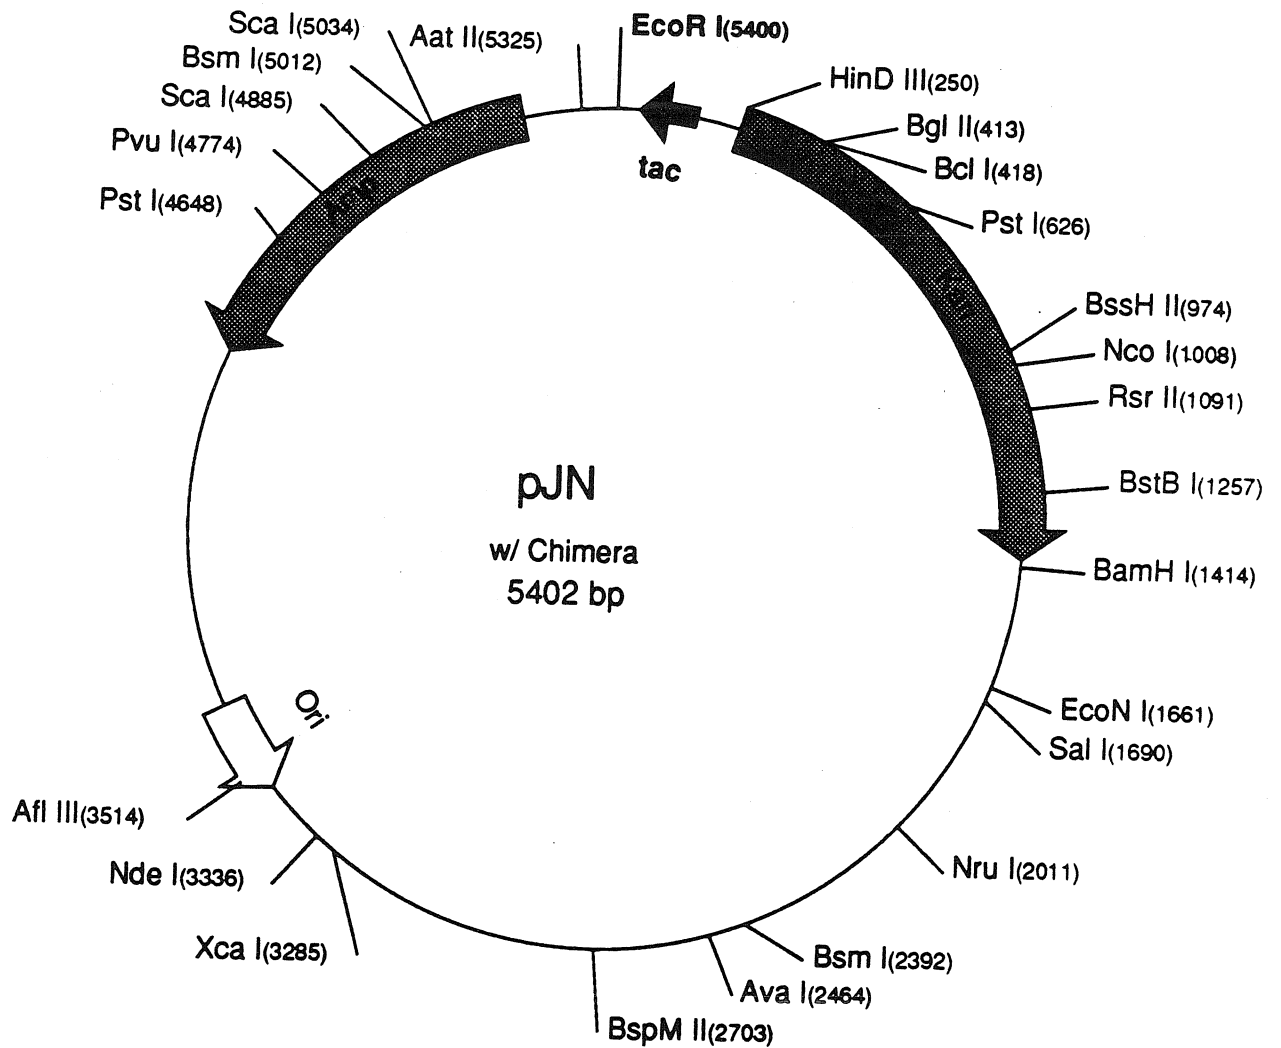 Sca I(5034)
Bsm I(5012)
Sca I(4885)
Pvu I(4774)
Pst I(4648)
Aat II(5325)
EcoR I(5400)
HinD III(250)
Bgl II(413)
Bcl I(418)
Pst I(626)
BssH II(974)
Nco I(1008)
Rsr II(1091)
BstB I(1257)
BamH I(1414)
EcoN I(1661)
Sal I(1690)
Nru I(2011)
Bsm I(2392)
Ava I(2464)
BspM II(2703)
Xca I(3285)
Nde I(3336)
Afl III(3514)
Ori
Amp
tac
pJN
w/ Chimera
5402 bp